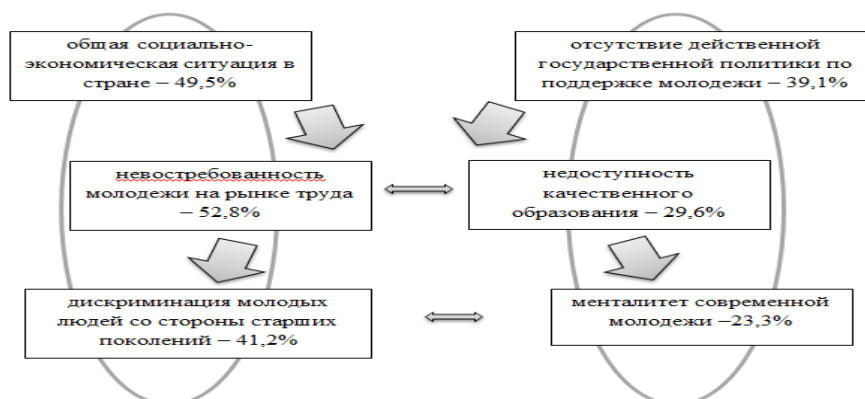 общая социально-
экономическая ситуация в
стране – 49,5%
отсутствие действенной
государственной политики по
поддержке молодежи – 39,1%
невостребованность
молодежи на рынке труда
– 52,8%
недоступность
качественного
образования – 29,6%
дискриминация молодых
людей со стороны старших
поколений – 41,2%
менталитет современной
молодежи –23,3%